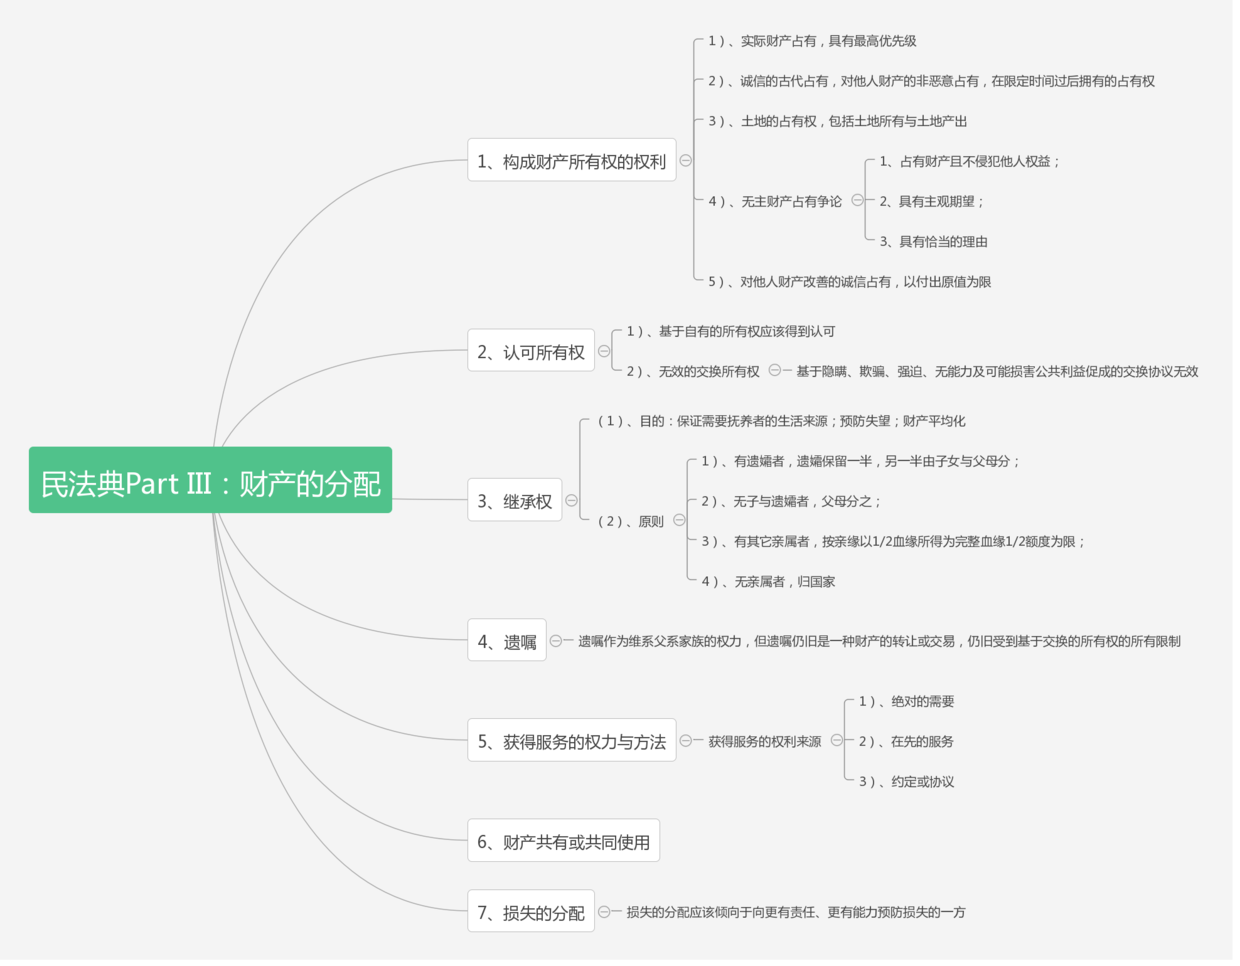 民法典Part III：财产的分配
1、构成财产所有权的权利
1）、实际财产占有，具有最高优先级
2）、诚信的古代占有，对他人财产的非恶意占有，在限定时间过后拥有的占有权
3）、土地的占有权，包括土地所有与土地产出
4）、无主财产占有争论
1、占有财产且不侵犯他人权益；
2、具有主观期望；
3、具有恰当的理由
5）、对他人财产改善的诚信占有，以付出原值为限
2、认可所有权
1）、基于自有的所有权应该得到认可
2）、无效的交换所有权
基于隐瞒、欺骗、强迫、无能力及可能损害公共利益促成的交换协议无效
3、继承权
（1）、目的：保证需要抚养者的生活来源；预防失望；财产平均化
（2）、原则
1）、有遗孀者，遗孀保留一半，另一半由子女与父母分；
2）、无子与遗孀者，父母分之；
3）、有其它亲属者，按亲缘以1/2血缘所得为完整血缘1/2额度为限；
4）、无亲属者，归国家
4、遗嘱
遗嘱作为维系父系家族的权力，但遗嘱仍旧是一种财产的转让或交易，仍旧受到基于交换的所有权的所有限制
5、获得服务的权力与方法
获得服务的权利来源
1）、绝对的需要
2）、在先的服务
3）、约定或协议
6、财产共有或共同使用
7、损失的分配
损失的分配应该倾向于向更有责任、更有能力预防损失的一方